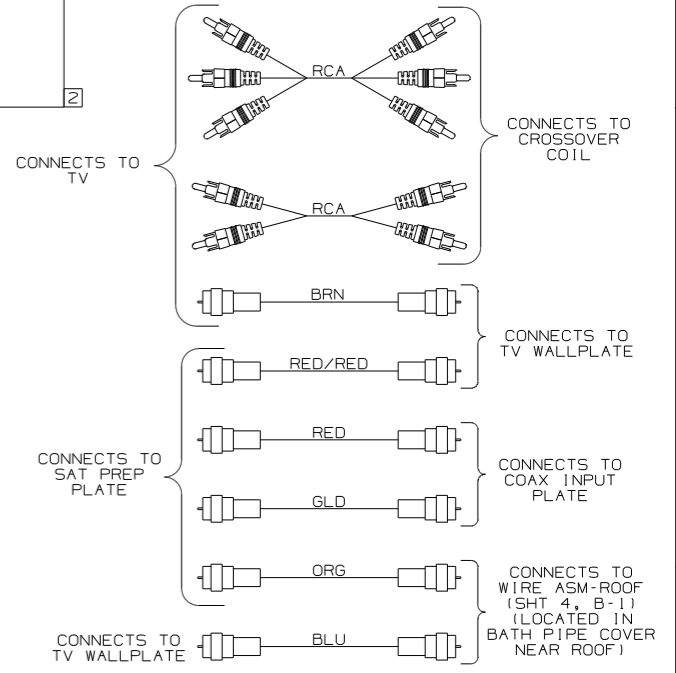 2
RCA
CONNECTS TO
CROSSOVER
COIL
CONNECTS TO
TV
RCA
BRN
CONNECTS TO
TV WALLPLATE
RED/RED
RED
CONNECTS TO
SAT PREP
PLATE
CONNECTS TO
COAX INPUT
PLATE
GLD
ORG
CONNECTS TO
WIRE ASM-ROOF
(SHT 4, B-1)
(LOCATED IN
BATH PIPE COVER
NEAR ROOF)
CONNECTS TO
TV WALLPLATE
BLU